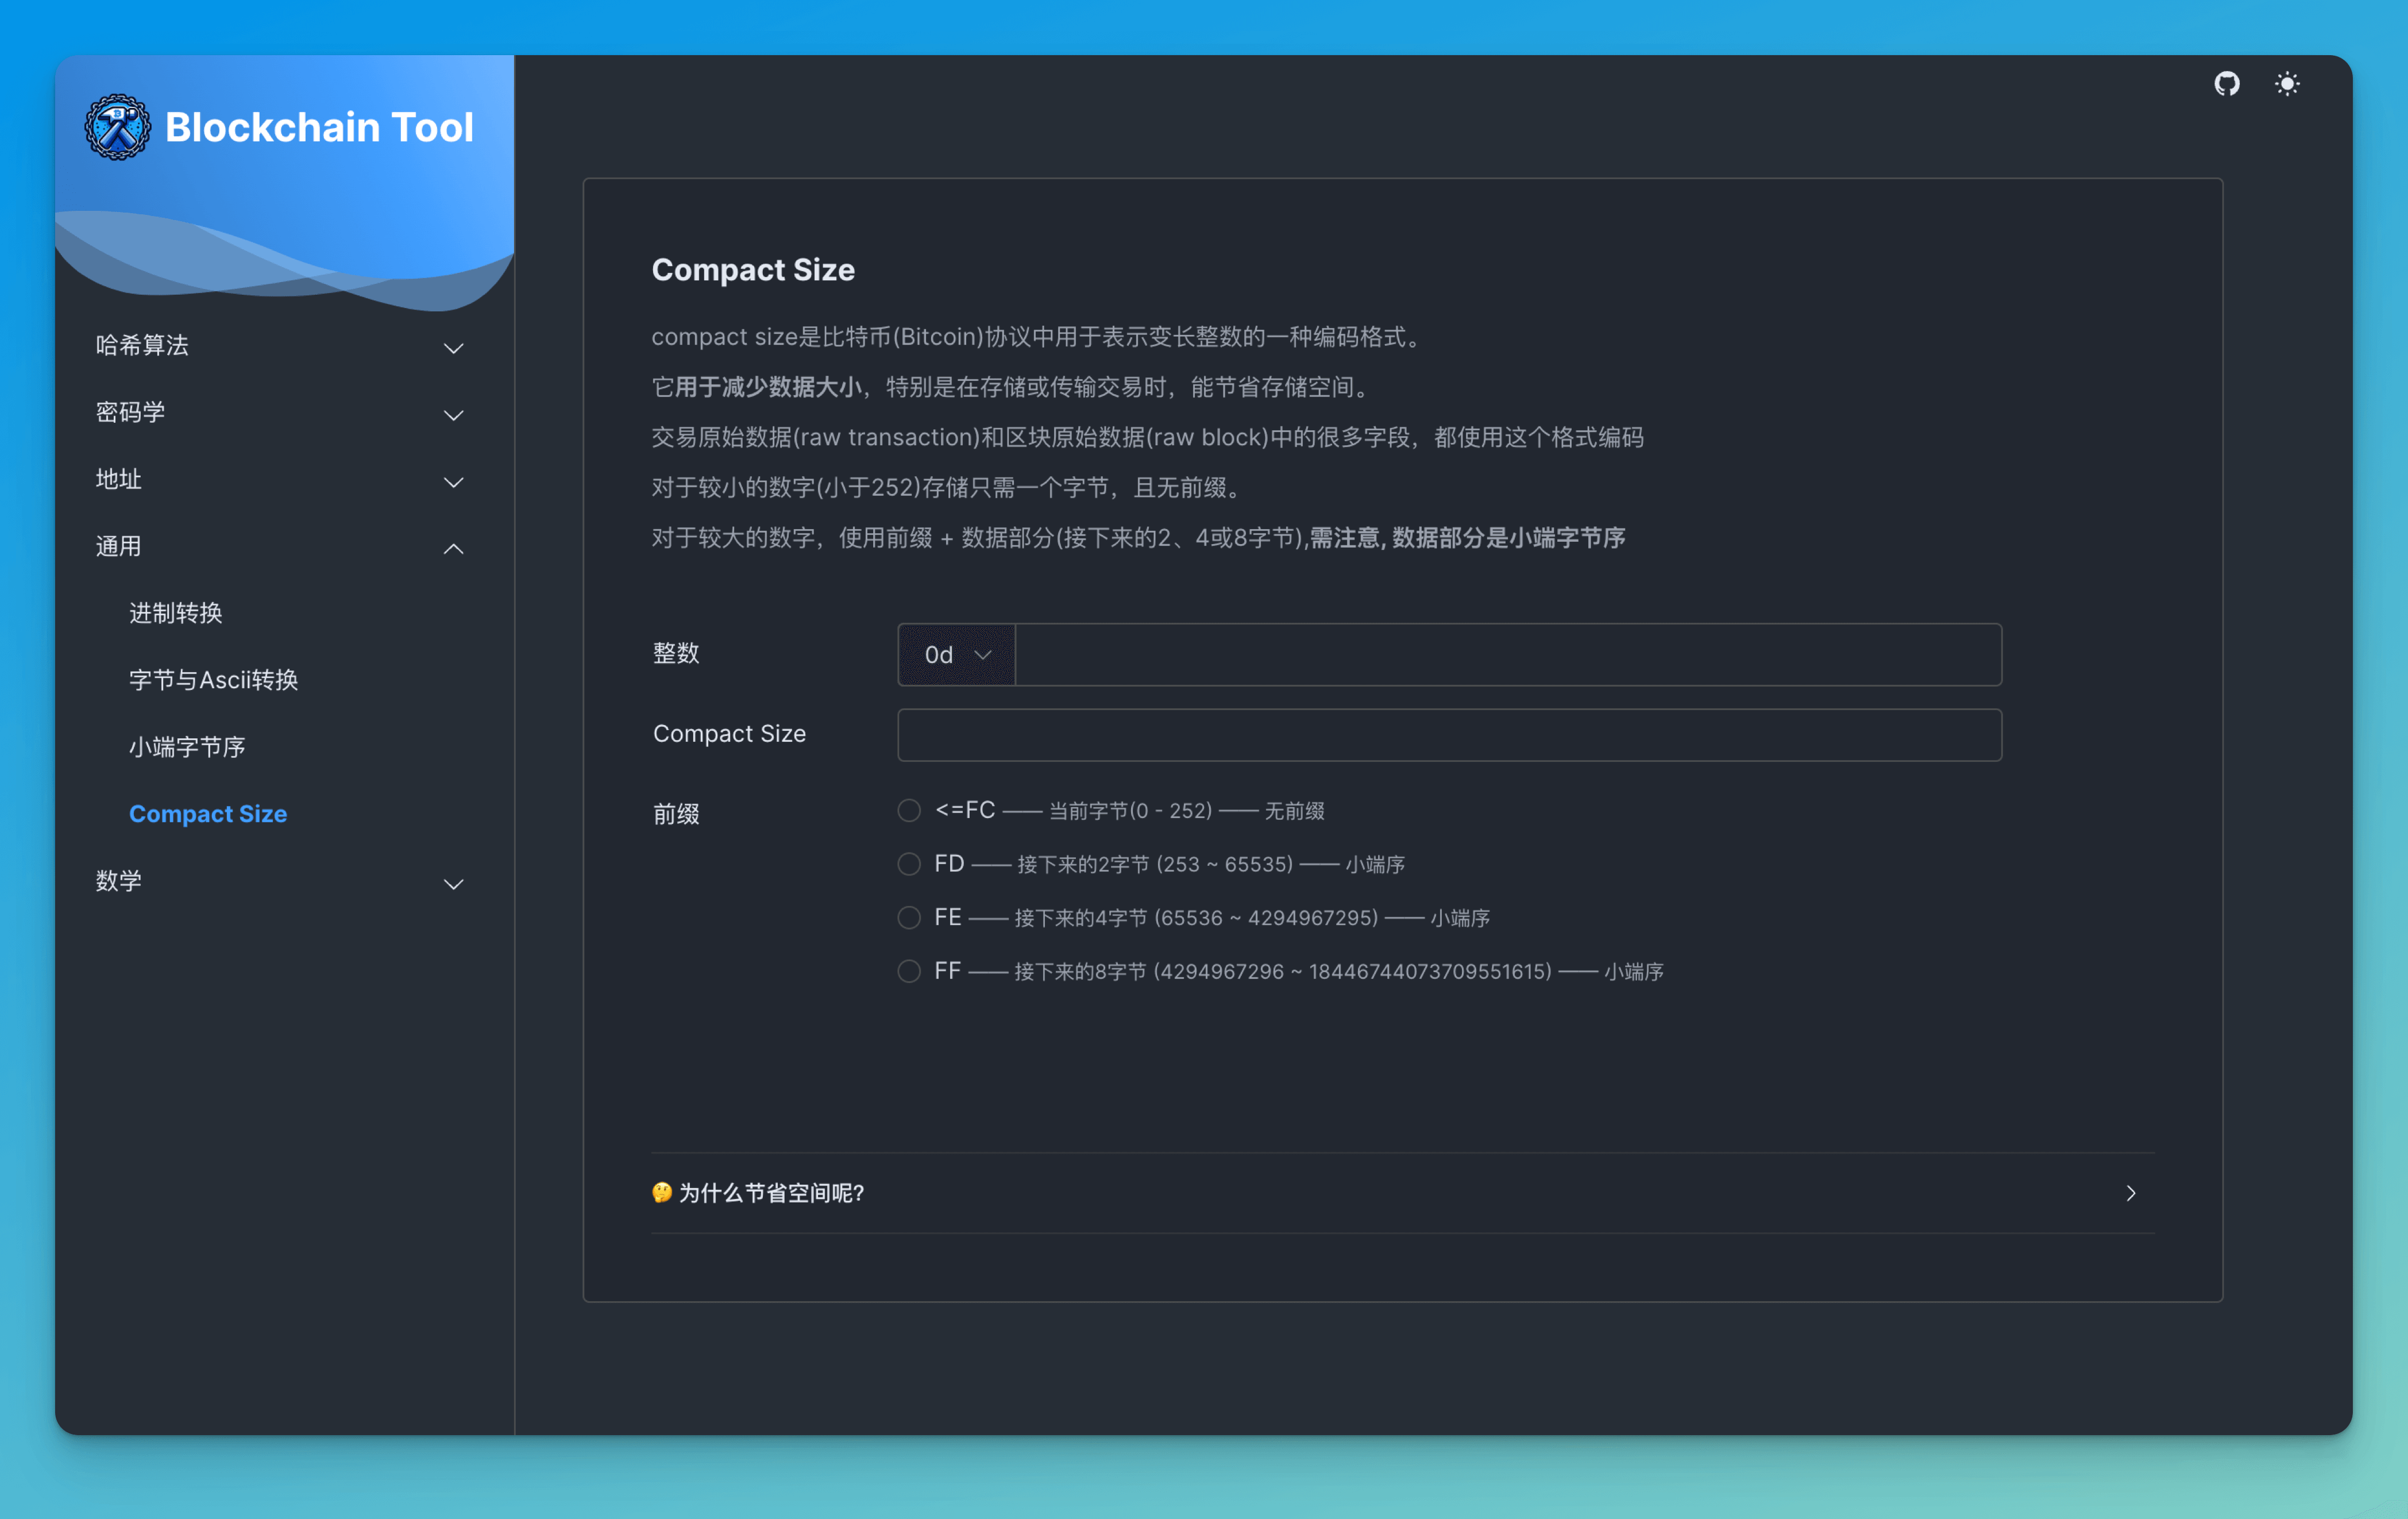 Blockchain Tool
哈希算法
密码学
地址
通用
进制转换
字节与Ascii转换
小端字节序
Compact Size
数学
Compact Size
compact size是比特币(Bitcoin)协议中用于表示变长整数的一种编码格式。
它用于减少数据大小，特别是在存储或传输交易时，能节省存储空间。
交易原始数据(raw transaction)和区块原始数据(raw block)中的很多字段，都使用这个格式编码
对于较小的数字(小于252)存储只需一个字节，且无前缀。
对于较大的数字，使用前缀 + 数据部分(接下来的2、4或8字节),需注意, 数据部分是小端字节序
整数 0d
Compact Size
前缀 <=FC —— 当前字节(0 - 252) —— 无前缀
FD —— 接下来的2字节 (253 ~ 65535) —— 小端序
FE —— 接下来的4字节 (65536 ~ 4294967295) —— 小端序
FF —— 接下来的8字节 (4294967296 ~ 18446744073709551615) —— 小端序
🤔 为什么节省空间呢?